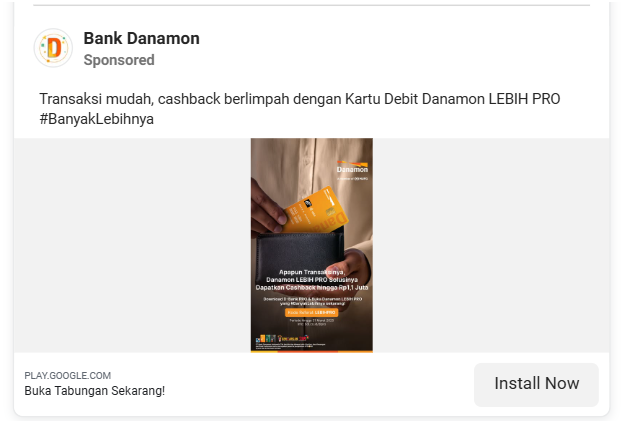 Bank Danamon
Sponsored
Transaksi mudah, cashback berlimpah dengan Kartu Debit Danamon LEBIH PRO
#BanyakLebihnya
Danamon
Danamon
Apapun Transaksinya,
Danamon LEBIH PRO Solusinya
Dapatkan Cashback hingga Rp1,1 Juta
Download D-Bank PRO & Buka Danamon LEBIH PRO
yang #BanyakLebihnya sekarang!
PLAY.GOOGLE.COM
Buka Tabungan Sekarang!
Install Now